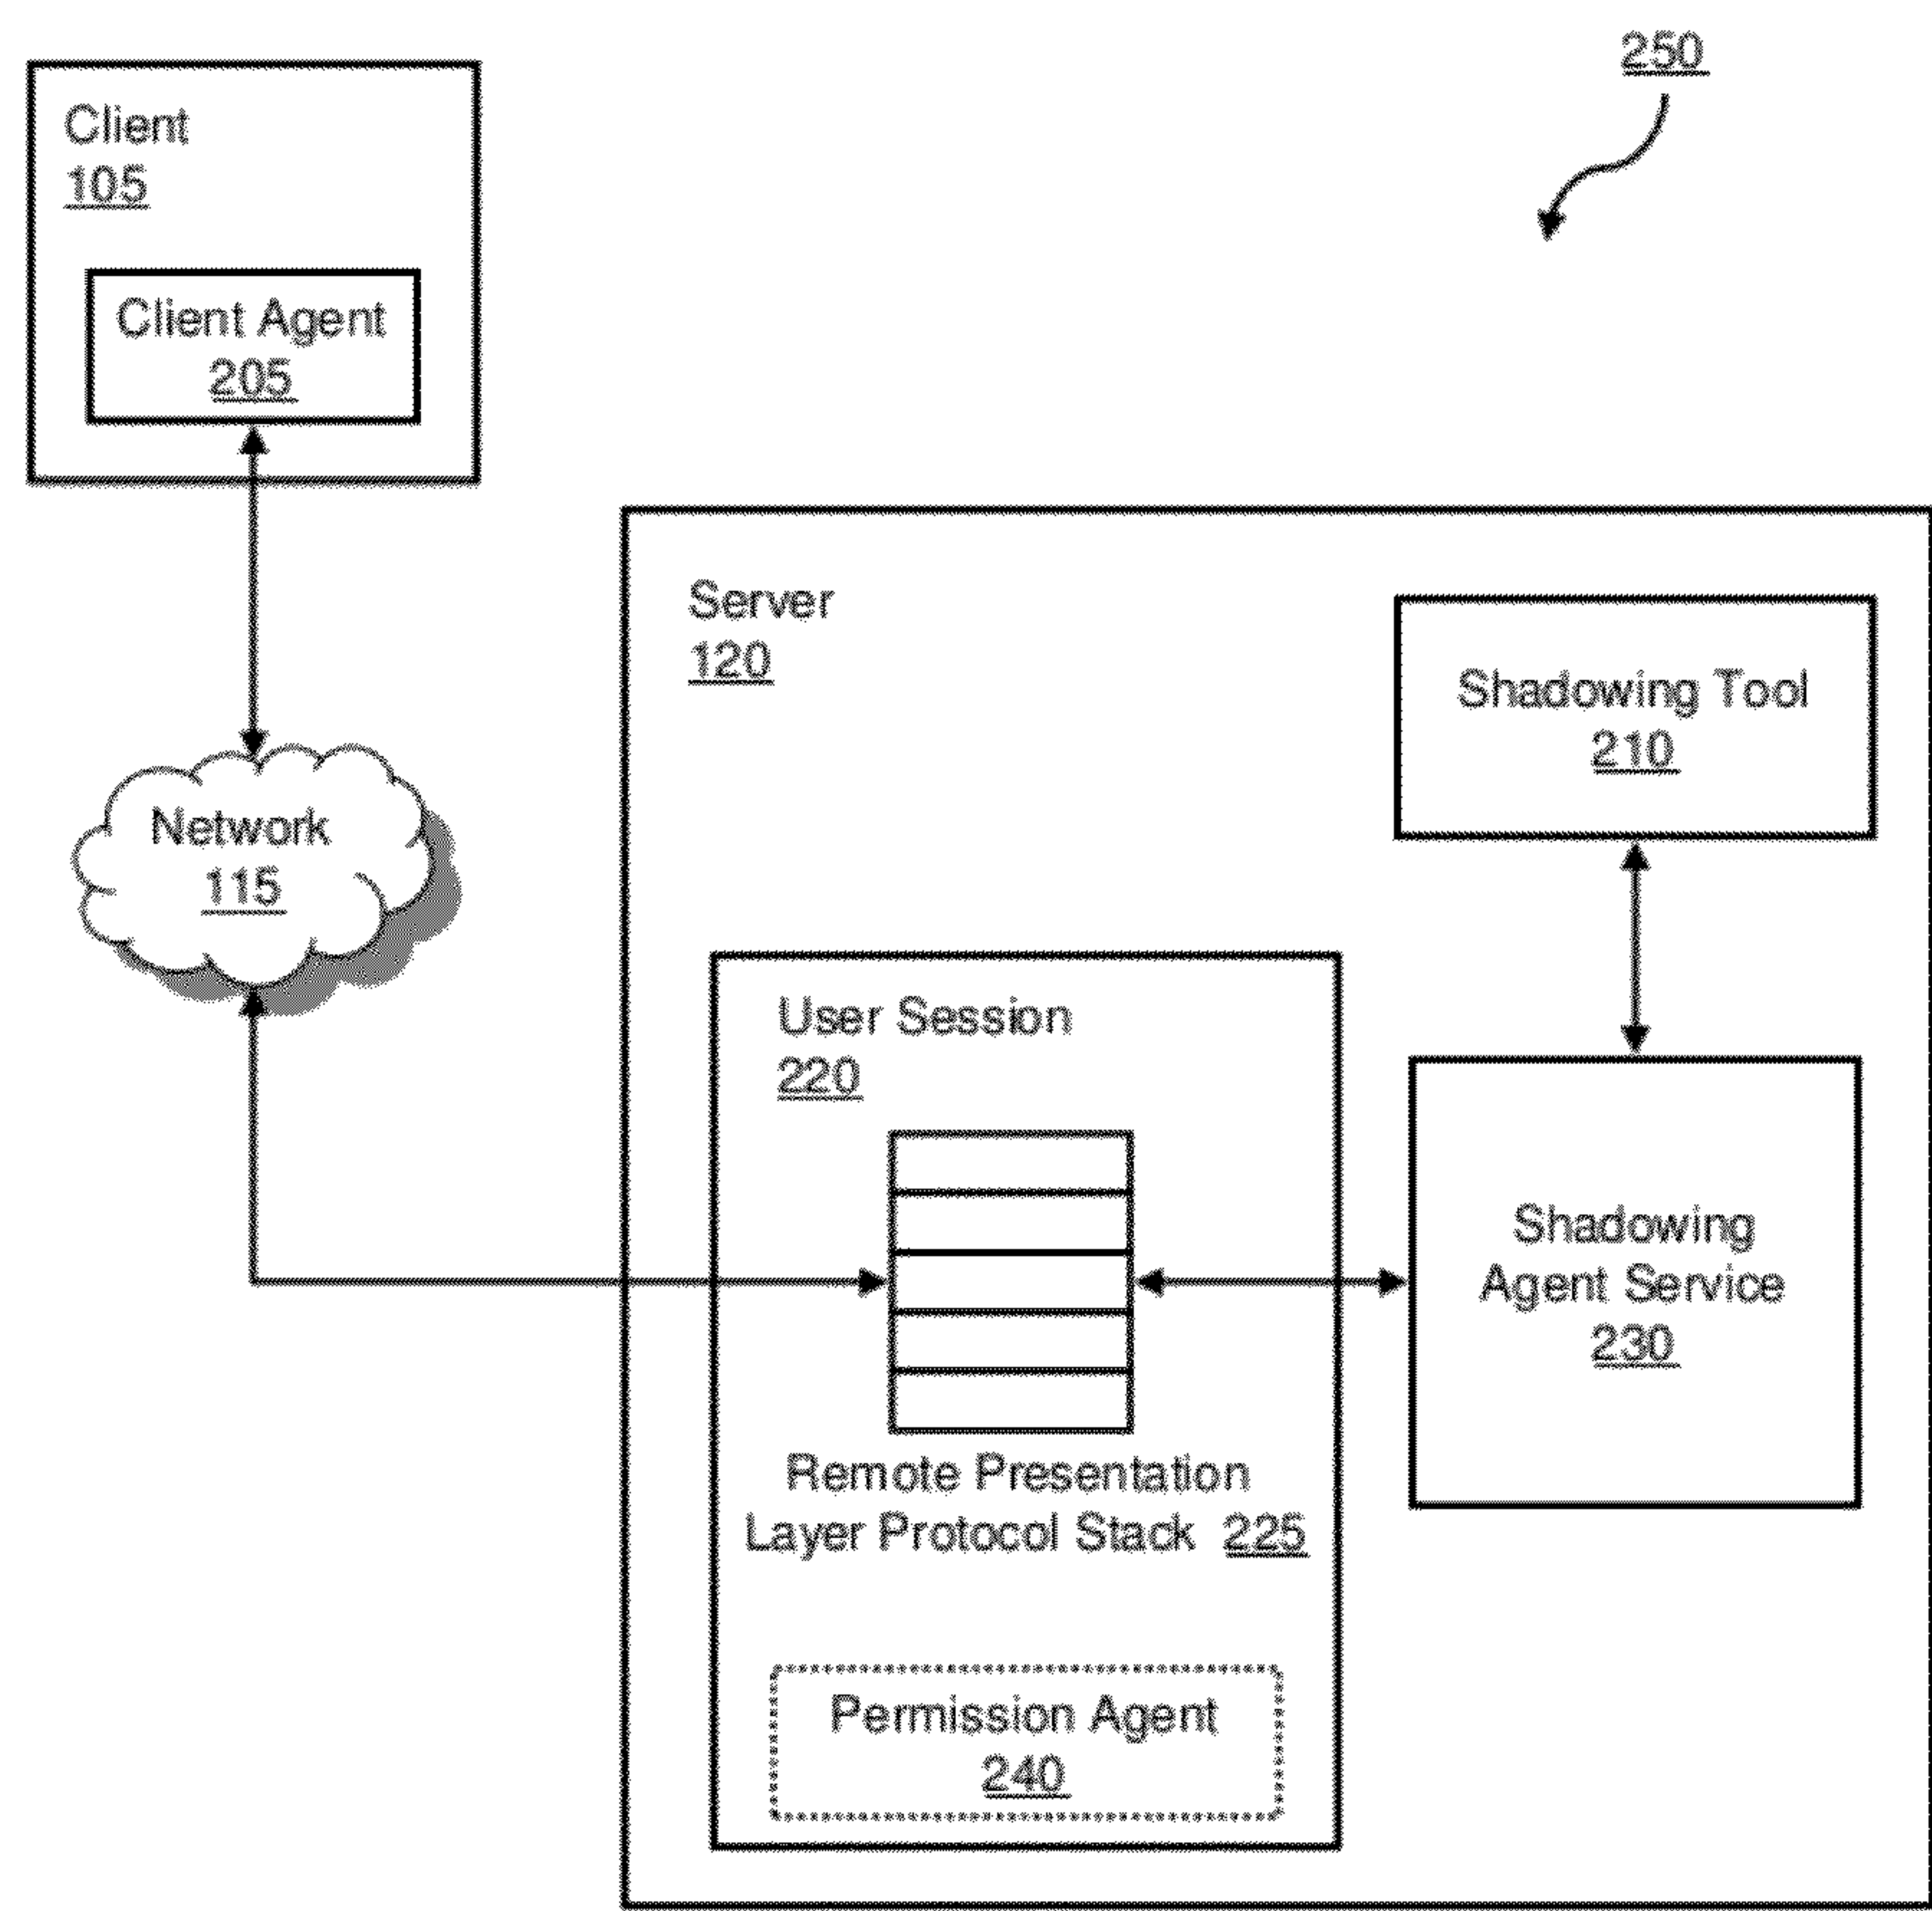 250
Client
105
Client Agent
205
Server
120
Shadowing Tool
210
Network
115
User Session
220
Shadowing
Agent Service
230
Remote Presentation
Layer Protocol Stack 225
Permission Agent
240